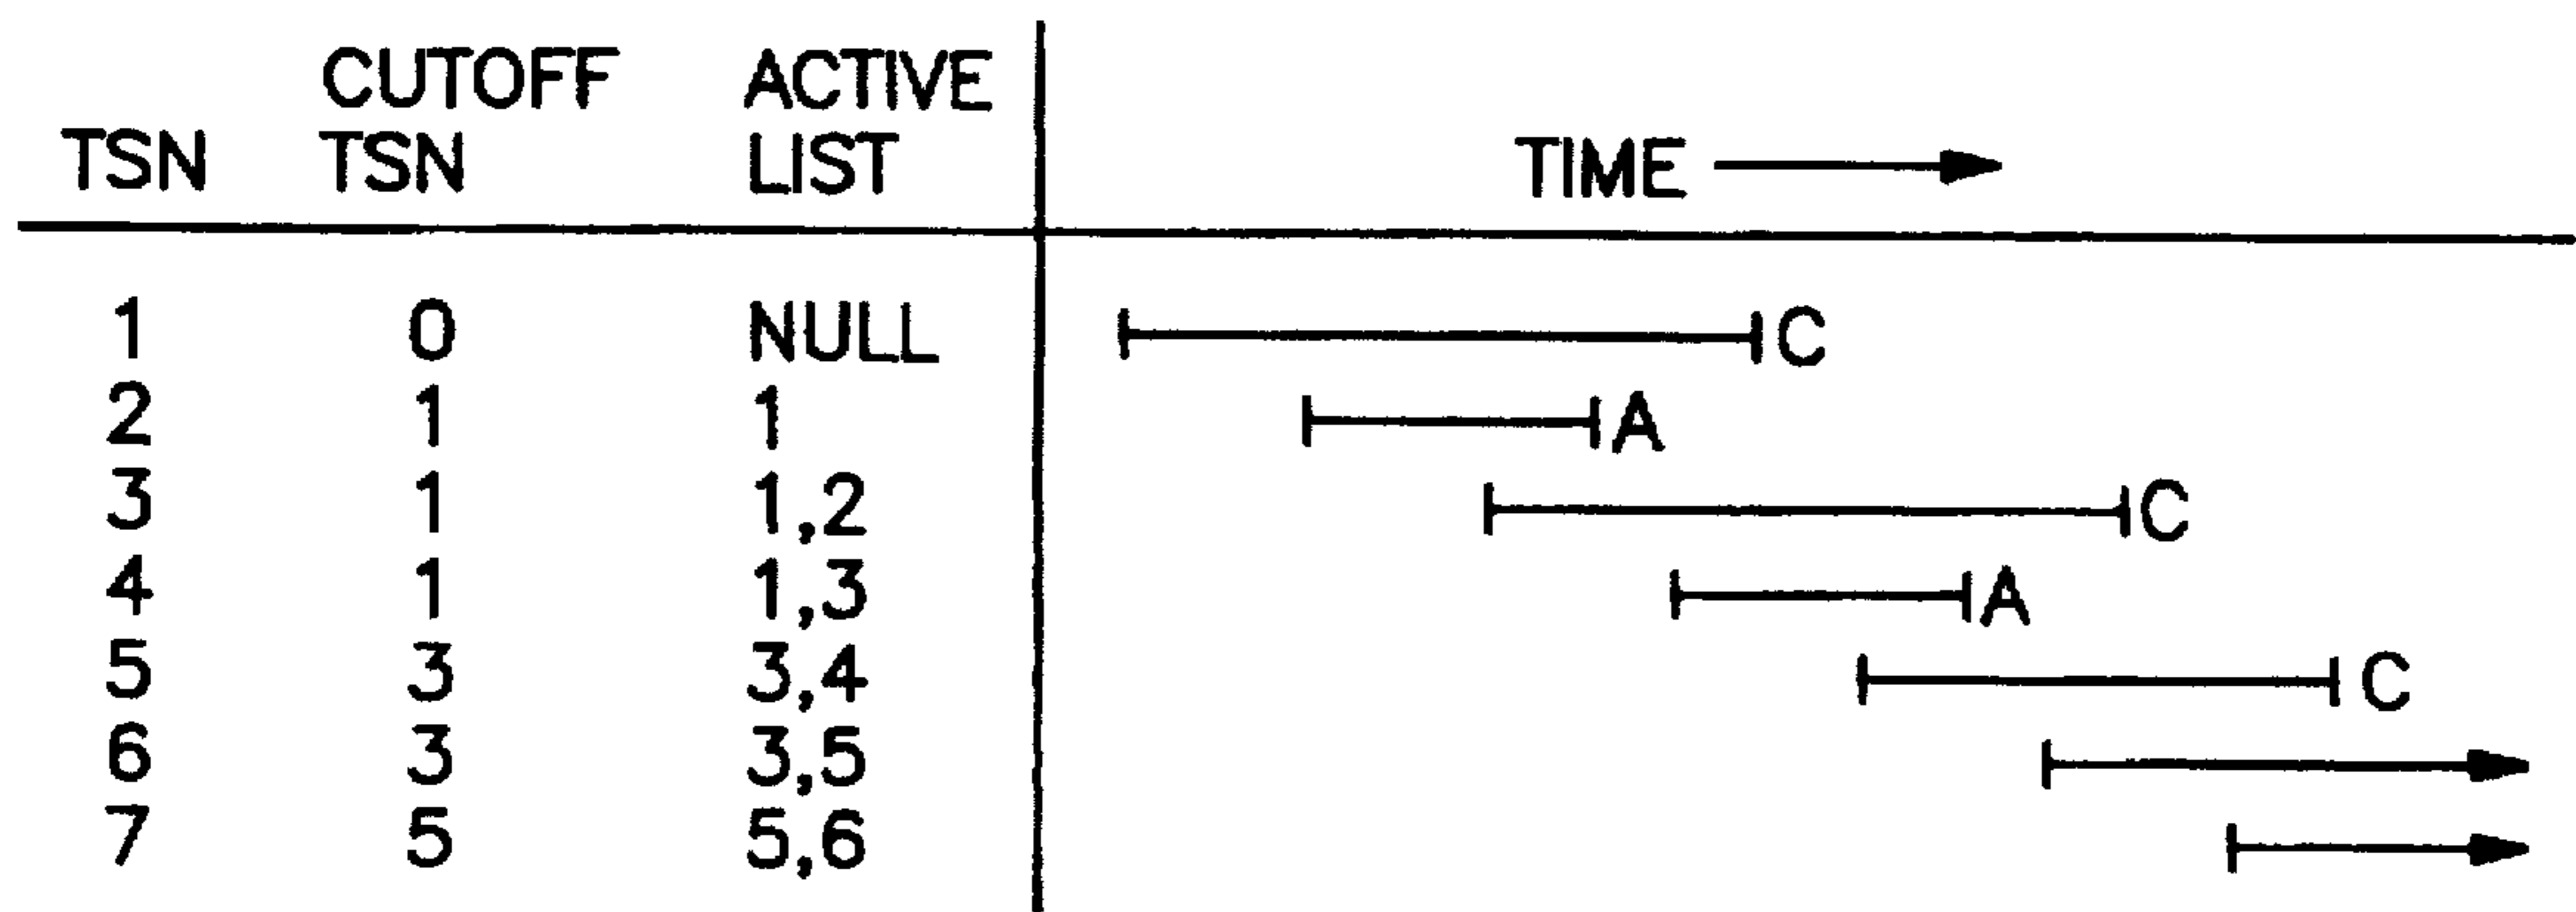 CUTOFF ACTIVE
TSN TSN LIST TIME
1 0 NULL C
2 1 1 A
3 1 1,2 C
4 1 1,3 A
5 3 3,4 C
6 3 3,5
7 5 5,6